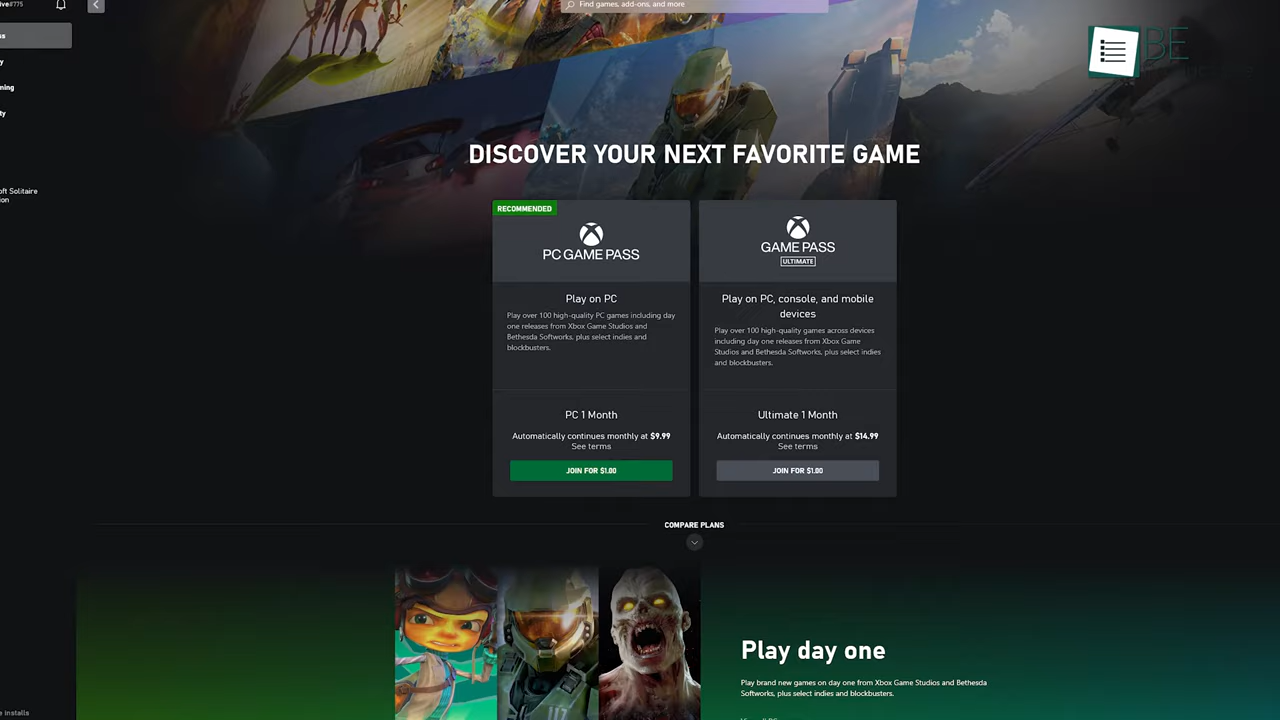 #775
Find games, add-ons, and more
BE
DISCOVER YOUR NEXT FAVORITE GAME
RECOMMENDED
PC GAME PASS
Play on PC
Play over 100 high-quality PC games including day
one releases from Xbox Game Studios and
Bethesda Softworks, plus select indies and
blockbusters.
PC 1 Month
Automatically continues monthly at $9.99
See terms
JOIN FOR $1.00
GAME PASS
ULTIMATE
Play on PC, console, and mobile
devices
Play over 100 high-quality games across devices
including day one releases from Xbox Game
Studios and Bethesda Softworks, plus select indies
and blockbusters.
Ultimate 1 Month
Automatically continues monthly at $14.99
See terms
JOIN FOR $1.00
COMPARE PLANS
Solitaire
Play day one
Play brand new games on day one from Xbox Game Studios and Bethesda
Softworks, plus select indies and blockbusters.
installs